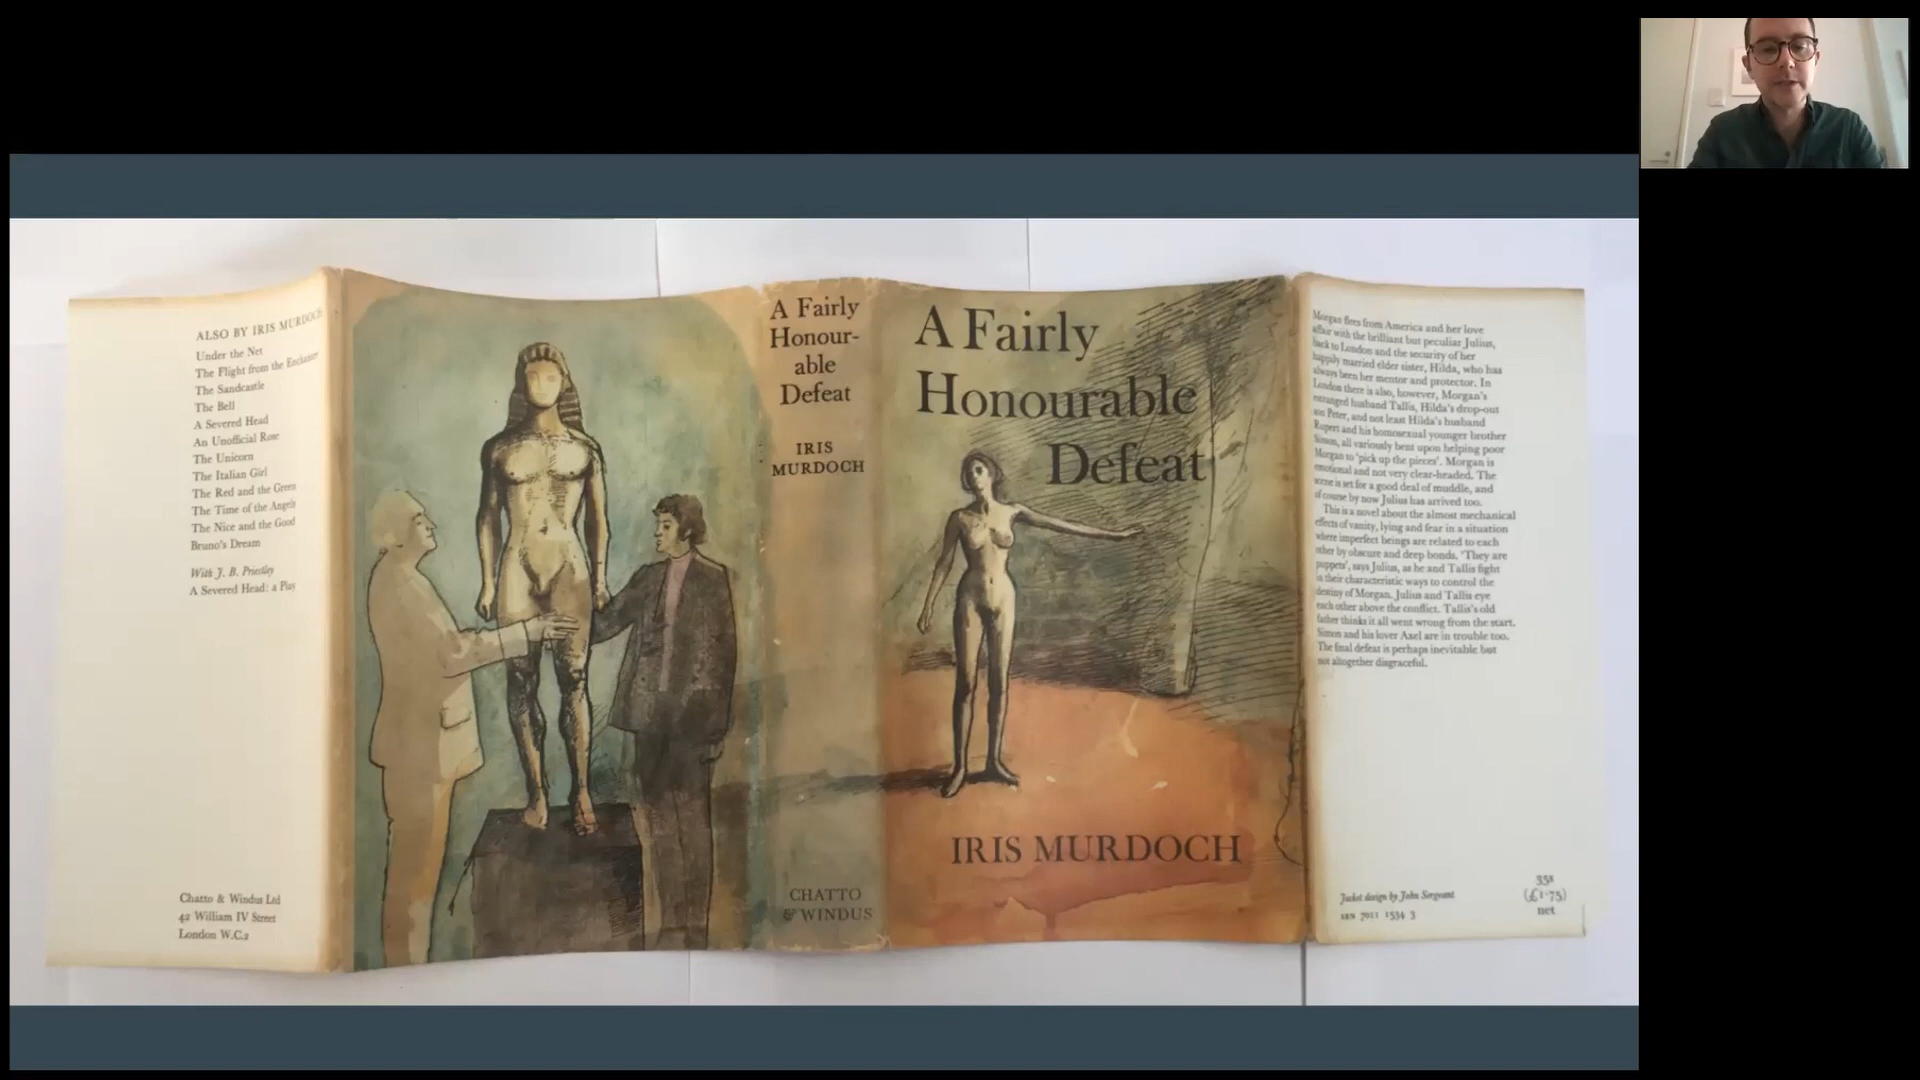 ALSO BY IRIS MURDOCH
Under the Net
The Flight from the Enchanter
The Sandcastle
The Bell
A Severed Head
An Unofficial Rose
The Unicorn
The Italian Girl
The Red and the Green
The Time of the Angels
The Nice and the Good
Bruno's Dream
With J. B. Priestley
A Severed Head: a Play
Chatto & Windus Ltd
42 William IV Street
London W.C.2
A Fairly
Honour-
able
Defeat
IRIS
MURDOCH
CHATTO
& WINDUS
A Fairly
Honourable
Defeat
IRIS MURDOCH
Morgan flees from America and her love
affair with the brilliant but peculiar Julius,
back to London and the security of her
happily married elder sister, Hilda, who has
always been her mentor and protector. In
London there is also, however, Morgan's
estranged husband Tallis, Hilda's drop-out
son Peter, and not least Hilda's husband
Rupert and his homosexual younger brother
Simon, all variously bent upon helping poor
Morgan to 'pick up the pieces'. Morgan is
emotional and not very clear-headed. The
scene is set for a good deal of muddle, and
of course by now Julius has arrived too.
This is a novel about the almost mechanical
effects of vanity, lying and fear in a situation
where imperfect beings are related to each
other by obscure and deep bonds. 'They are
puppets', says Julius, as he and Tallis fight
in their characteristic ways to control the
destiny of Morgan. Julius and Tallis eye
each other above the conflict. Tallis's old
father thinks it all went wrong from the start.
Simon and his lover Axel are in trouble too.
The final defeat is perhaps inevitable but
not altogether disgraceful.
Jacket design by John Sergeant
SBN 7011 1534 3
35s
(£1·75)
net